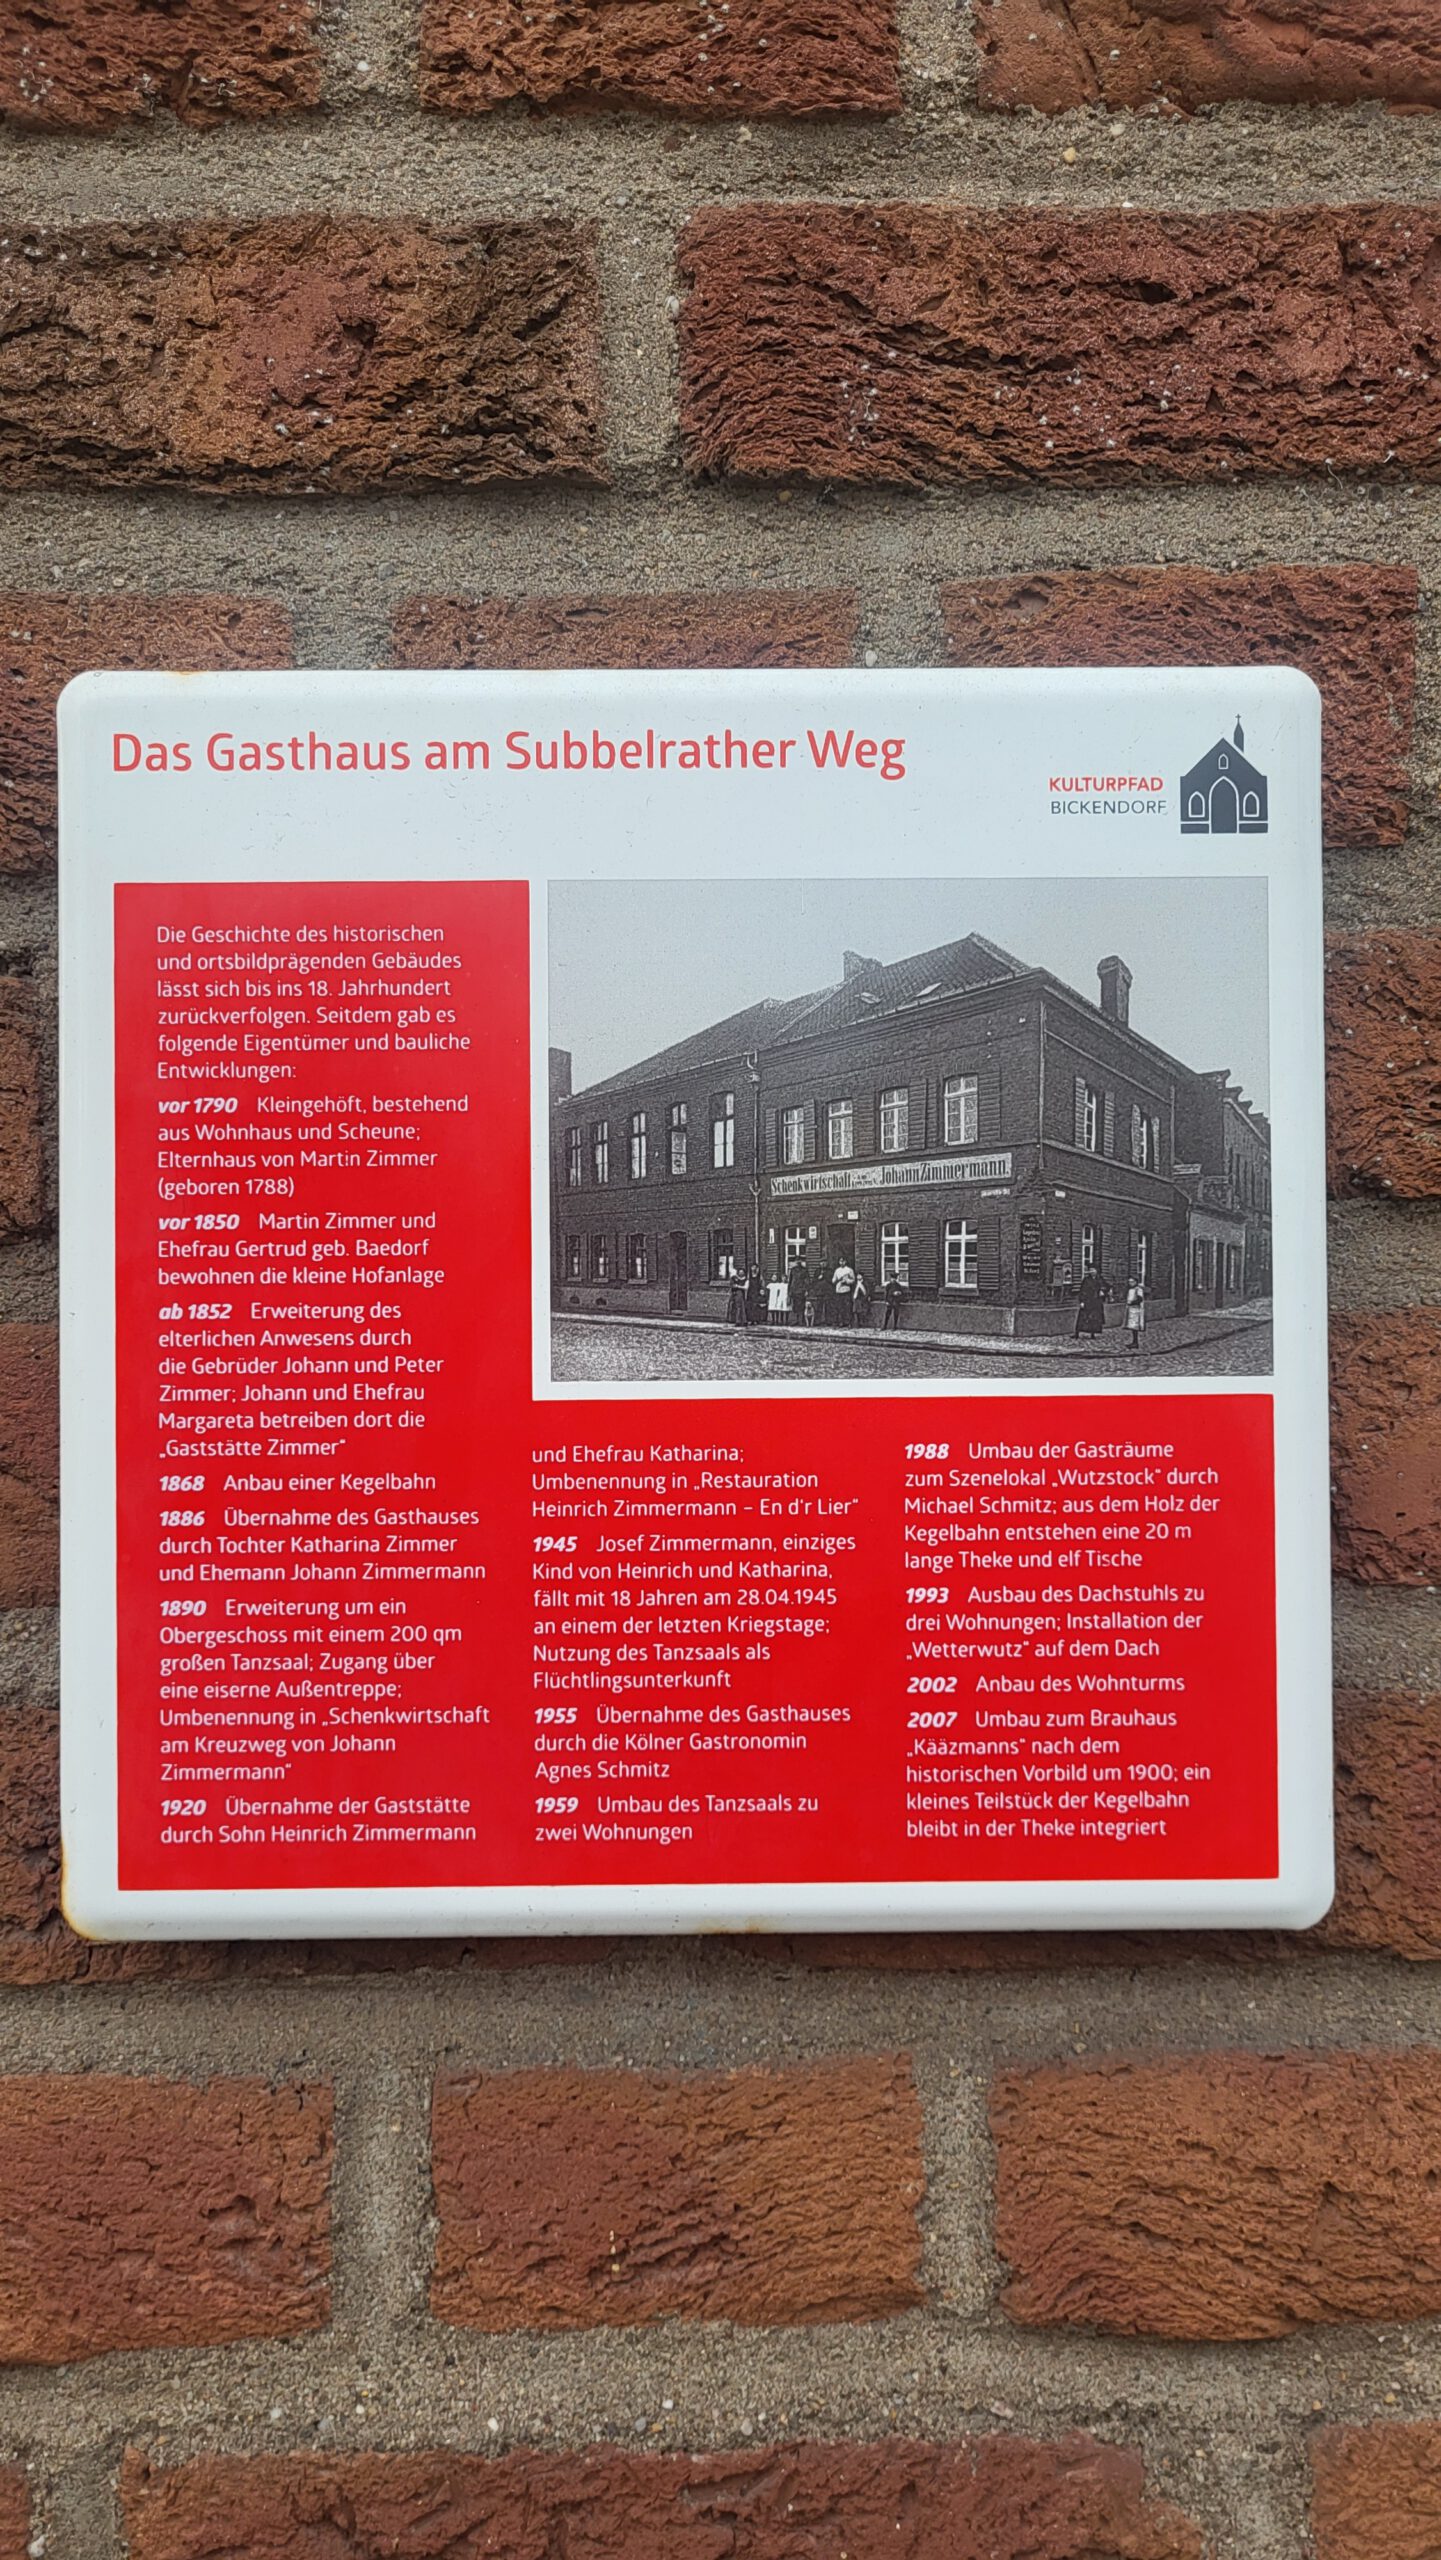 Das Gasthaus am Subbelrather Weg
KULTURPFAD
BICKENDORF
Die Geschichte des historischen
und ortsbildprägenden Gebäudes
lässt sich bis ins 18. Jahrhundert
zurückverfolgen. Seitdem gab es
folgende Eigentümer und bauliche
Entwicklungen:
vor 1790 Kleingehöft, bestehend
aus Wohnhaus und Scheune;
Elternhaus von Martin Zimmer
(geboren 1788)
vor 1850 Martin Zimmer und
Ehefrau Gertrud geb. Baedorf
bewohnen die kleine Hofanlage
ab 1852 Erweiterung des
elterlichen Anwesens durch
die Gebrüder Johann und Peter
Zimmer; Johann und Ehefrau
Margareta betreiben dort die
„Gaststätte Zimmer“
1868 Anbau einer Kegelbahn
1886 Übernahme des Gasthauses
durch Tochter Katharina Zimmer
und Ehemann Johann Zimmermann
1890 Erweiterung um ein
Obergeschoss mit einem 200 qm
großen Tanzsaal; Zugang über
eine eiserne Außentreppe;
Umbenennung in „Schenkwirtschaft
am Kreuzweg von Johann
Zimmermann“
1920 Übernahme der Gaststätte
durch Sohn Heinrich Zimmermann
Schenkwirtschaft Johann Zimmermann
und Ehefrau Katharina;
Umbenennung in „Restauration
Heinrich Zimmermann – En d'r Lier“
1945 Josef Zimmermann, einziges
Kind von Heinrich und Katharina,
fällt mit 18 Jahren am 28.04.1945
an einem der letzten Kriegstage;
Nutzung des Tanzsaals als
Flüchtlingsunterkunft
1955 Übernahme des Gasthauses
durch die Kölner Gastronomin
Agnes Schmitz
1959 Umbau des Tanzsaals zu
zwei Wohnungen
1988 Umbau der Gasträume
zum Szenelokal „Wutzstock“ durch
Michael Schmitz; aus dem Holz der
Kegelbahn entstehen eine 20 m
lange Theke und elf Tische
1993 Ausbau des Dachstuhls zu
drei Wohnungen; Installation der
„Wetterwutz“ auf dem Dach
2002 Anbau des Wohnturms
2007 Umbau zum Brauhaus
„Kääzmanns“ nach dem
historischen Vorbild um 1900; ein
kleines Teilstück der Kegelbahn
bleibt in der Theke integriert